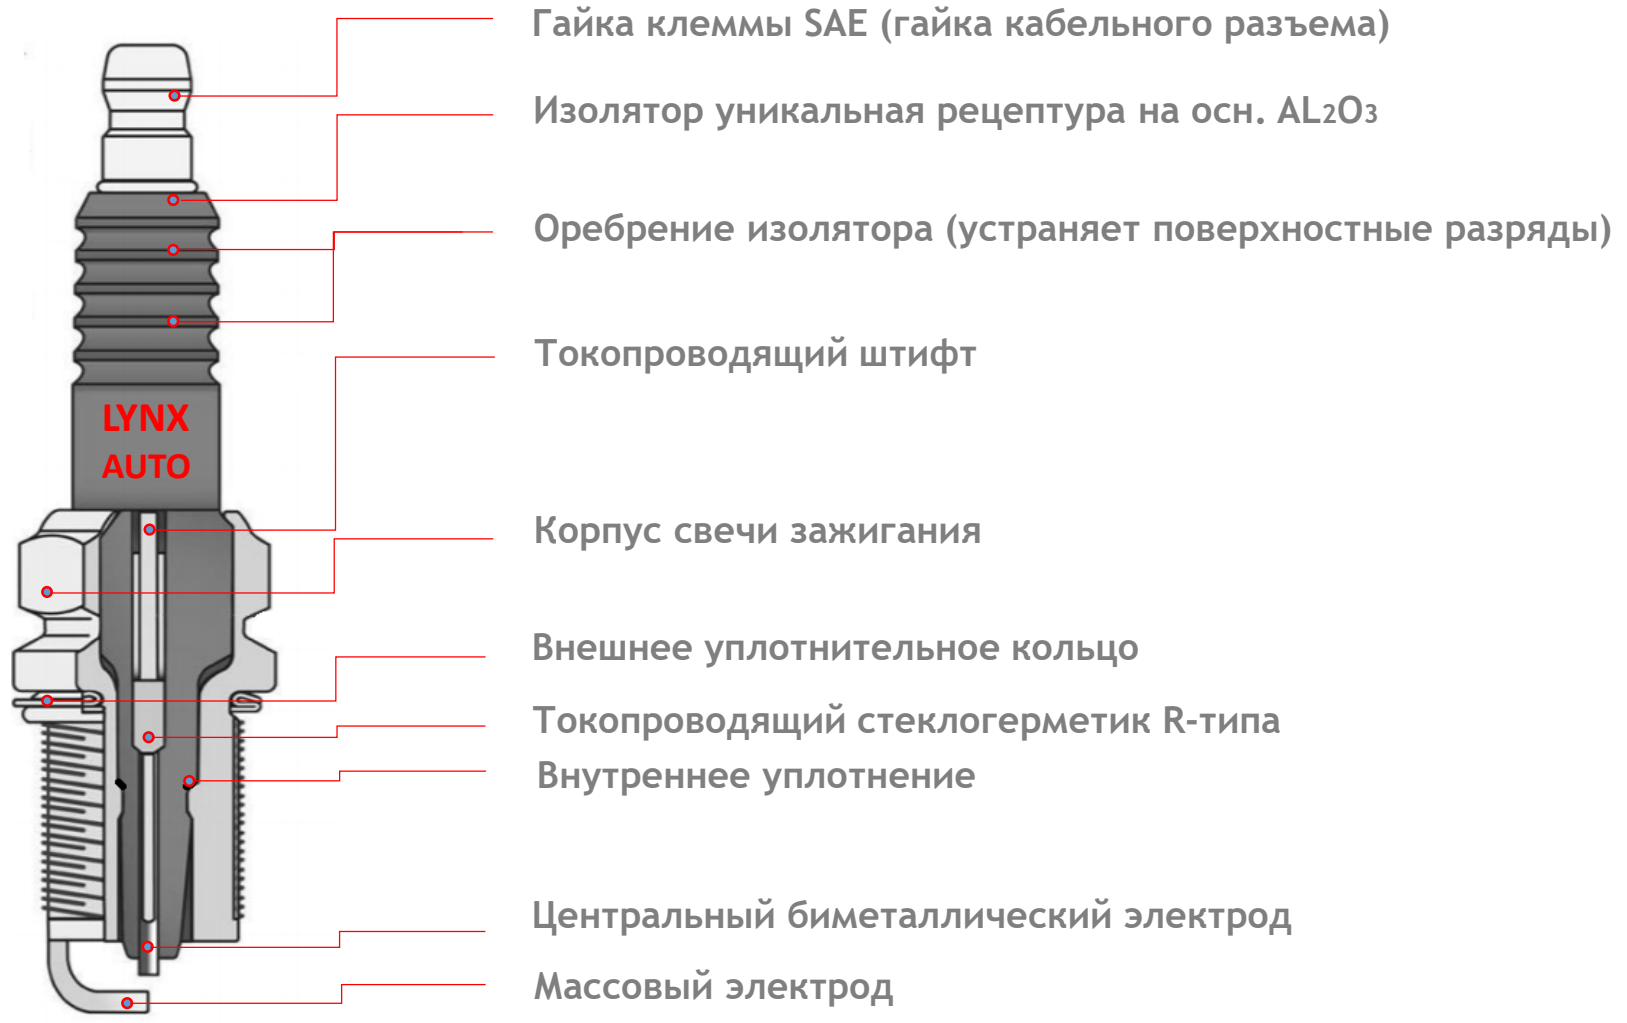 Гайка клеммы SAE (гайка кабельного разъема)
Изолятор уникальная рецептура на осн. AL2O3
Оребрение изолятора (устраняет поверхностные разряды)
Токопроводящий штифт
LYNX
AUTO
Корпус свечи зажигания
Внешнее уплотнительное кольцо
Токопроводящий стеклогерметик R-типа
Внутреннее уплотнение
Центральный биметаллический электрод
Массовый электрод